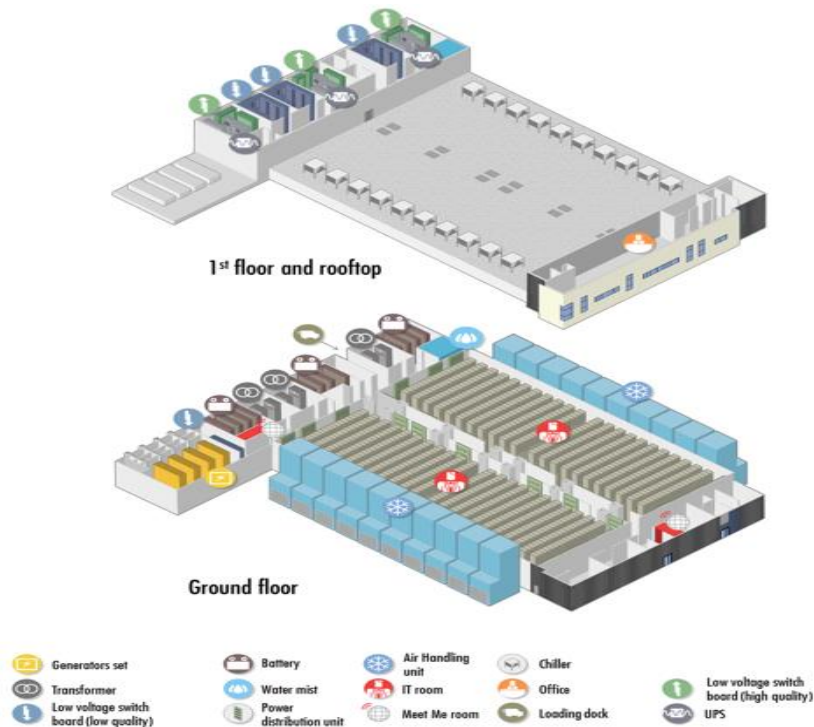 1st floor and rooftop
Ground floor
Generators set
Battery
Air Handling
unit
Chiller
Low voltage switch
board (high quality)
Transformer
Water mist
IT room
Office
Low voltage switch
board (low quality)
Power
distribution unit
Meet Me room
Loading dock
UPS